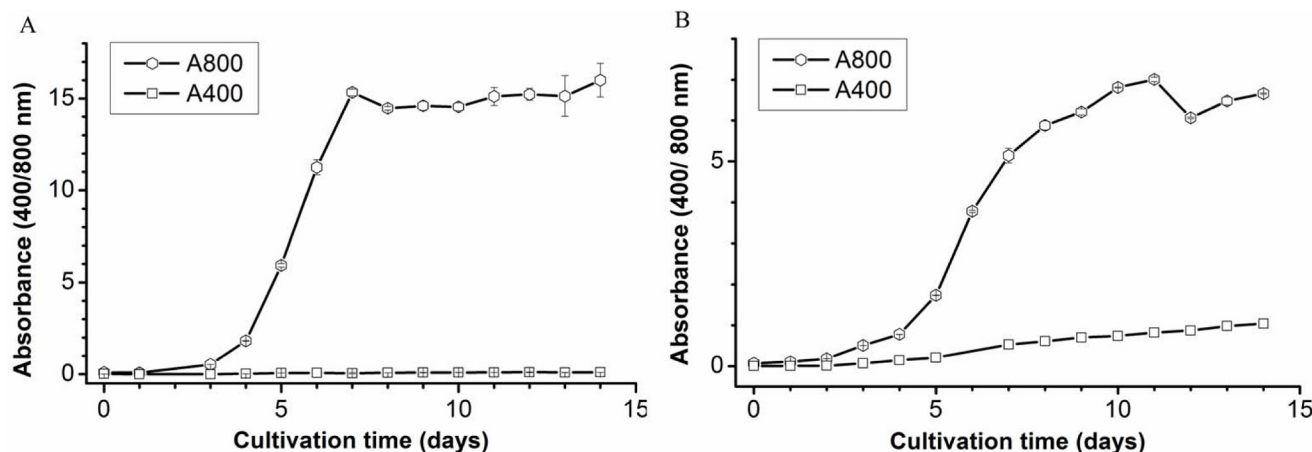 A
A800
A400
15
10
5
0
Absorbance (400/800 nm)
0
5
10
15
Cultivation time (days)
B
A800
A400
5
0
Absorbance (400/ 800 nm)
0
5
10
15
Cultivation time (days)